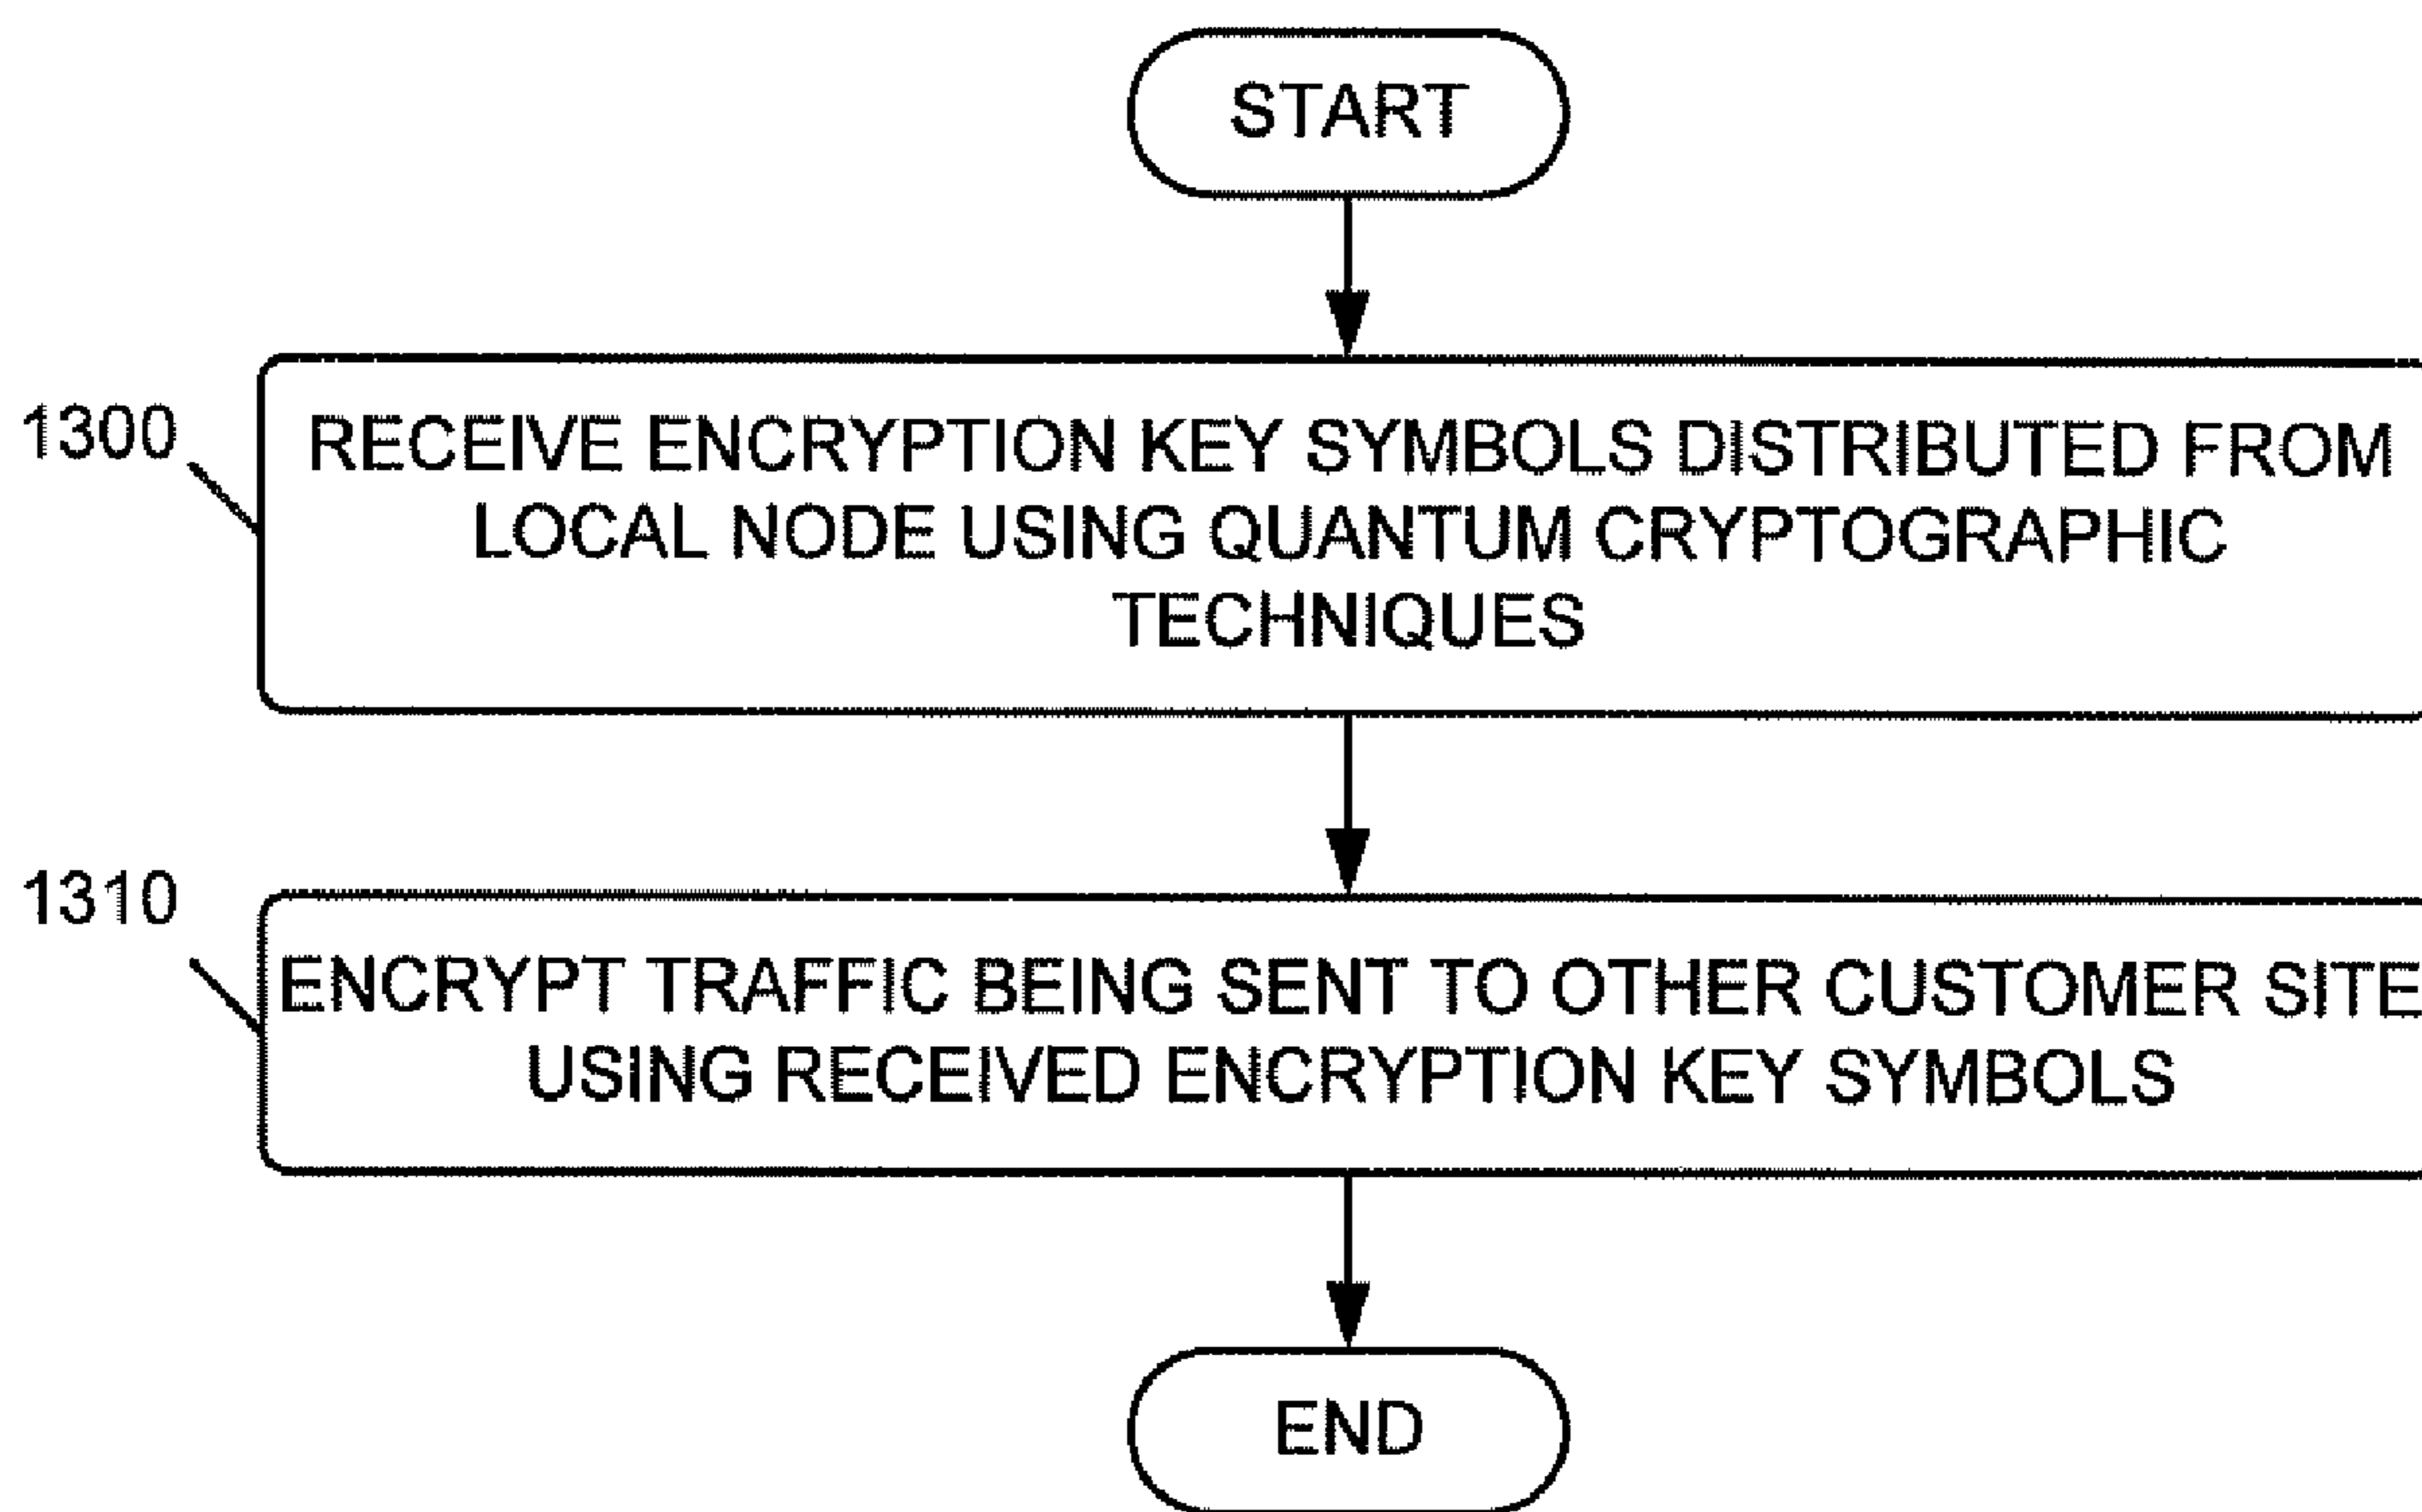 START
1300
RECEIVE ENCRYPTION KEY SYMBOLS DISTRIBUTED FROM
LOCAL NODE USING QUANTUM CRYPTOGRAPHIC
TECHNIQUES
1310
ENCRYPT TRAFFIC BEING SENT TO OTHER CUSTOMER SITE
USING RECEIVED ENCRYPTION KEY SYMBOLS
END